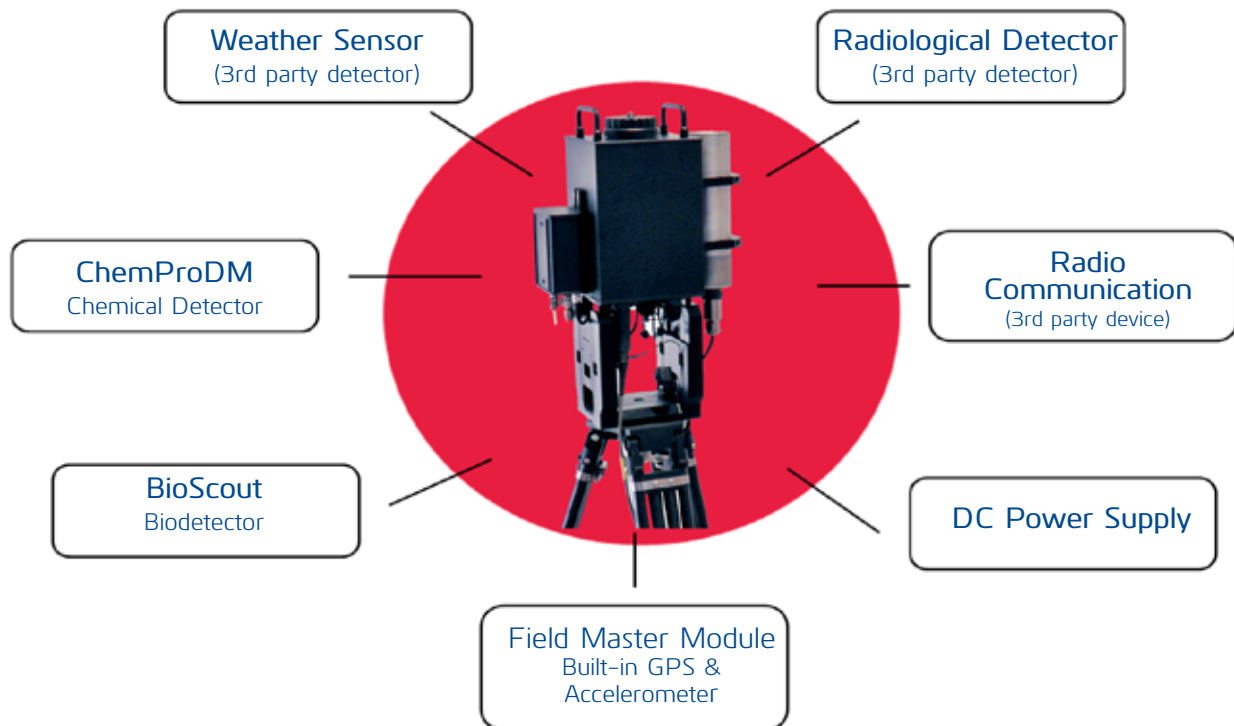 Weather Sensor
(3rd party detector)
Radiological Detector
(3rd party detector)
ChemProDM
Chemical Detector
Radio
Communication
(3rd party device)
BioScout
Biodetector
DC Power Supply
Field Master Module
Built-in GPS &
Accelerometer